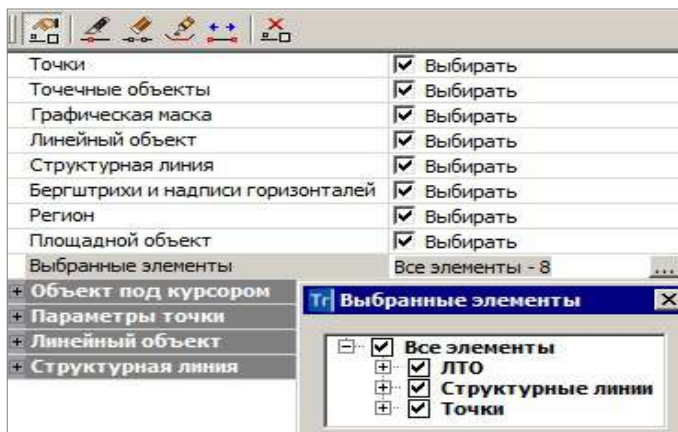 Точки Выбирать
Точечные объекты Выбирать
Графическая маска Выбирать
Линейный объект Выбирать
Структурная линия Выбирать
Бергштрихи и надписи горизонталей Выбирать
Регион Выбирать
Площадной объект Выбирать
Выбранные элементы Все элементы - 8 ...
Объект под курсором
Параметры точки
Линейный объект
Структурная линия
Tr Выбранные элементы
Все элементы
ЛТО
Структурные линии
Точки